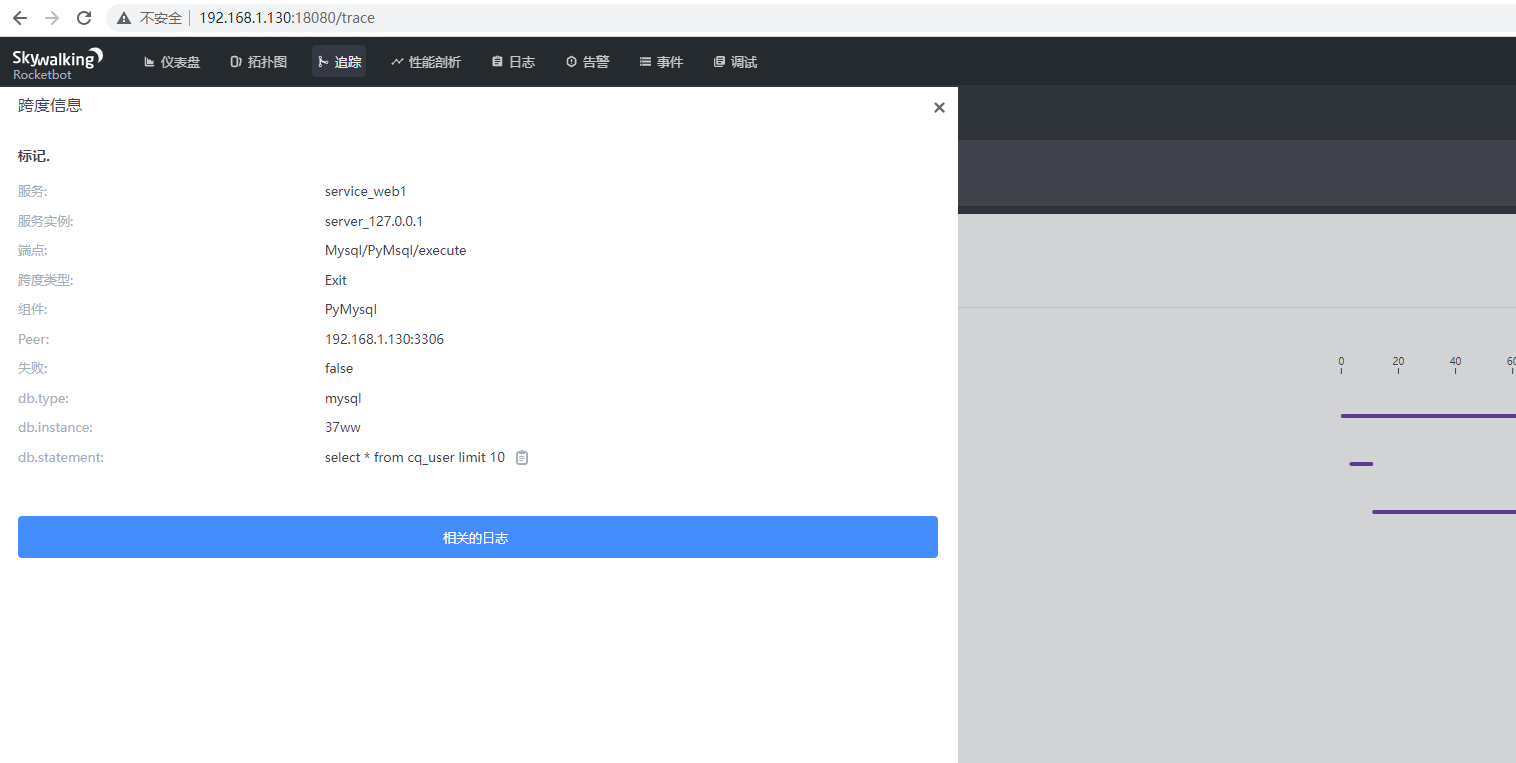 不安全 192.168.1.130:18080/trace
Skywalking
Rocketbot
仪表盘 拓扑图 追踪 性能剖析 日志 告警 事件 调试
跨度信息
标记.
服务: service_web1
服务实例: server_127.0.0.1
端点: Mysql/PyMsql/execute
跨度类型: Exit
组件: PyMysql
Peer: 192.168.1.130:3306
失败: false
db.type: mysql
db.instance: 37ww
db.statement: select * from cq_user limit 10
相关的日志
0 20 40 60